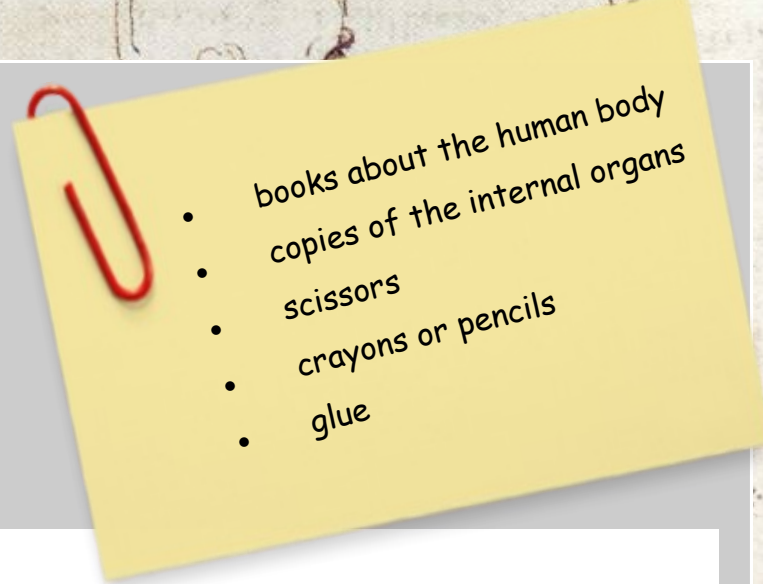 • books about the human body
• copies of the internal organs
• scissors
• crayons or pencils
• glue